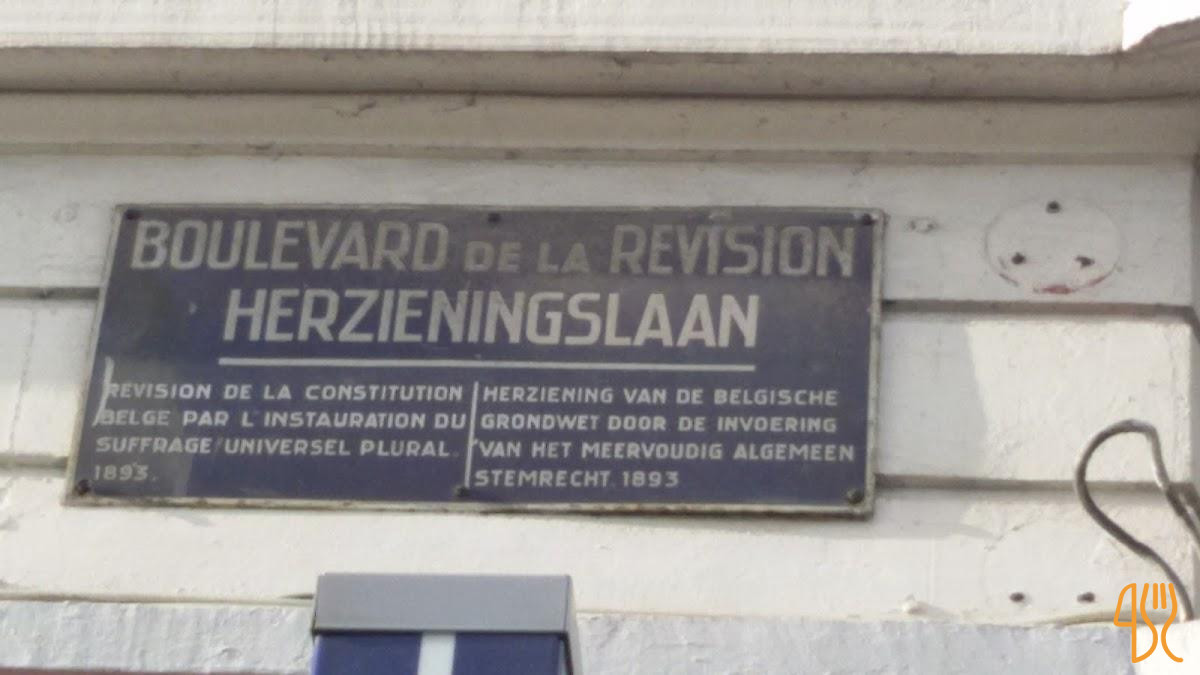 BOULEVARD DE LA REVISION
HERZIENINGSLAAN
REVISION DE LA CONSTITUTION
BELGE PAR L'INSTAURATION DU
SUFFRAGE UNIVERSEL PLURAL.
1893.
HERZIENING VAN DE BELGISCHE
GRONDWET DOOR DE INVOERING
VAN HET MEERVOUDIG ALGEMEEN
STEMRECHT 1893